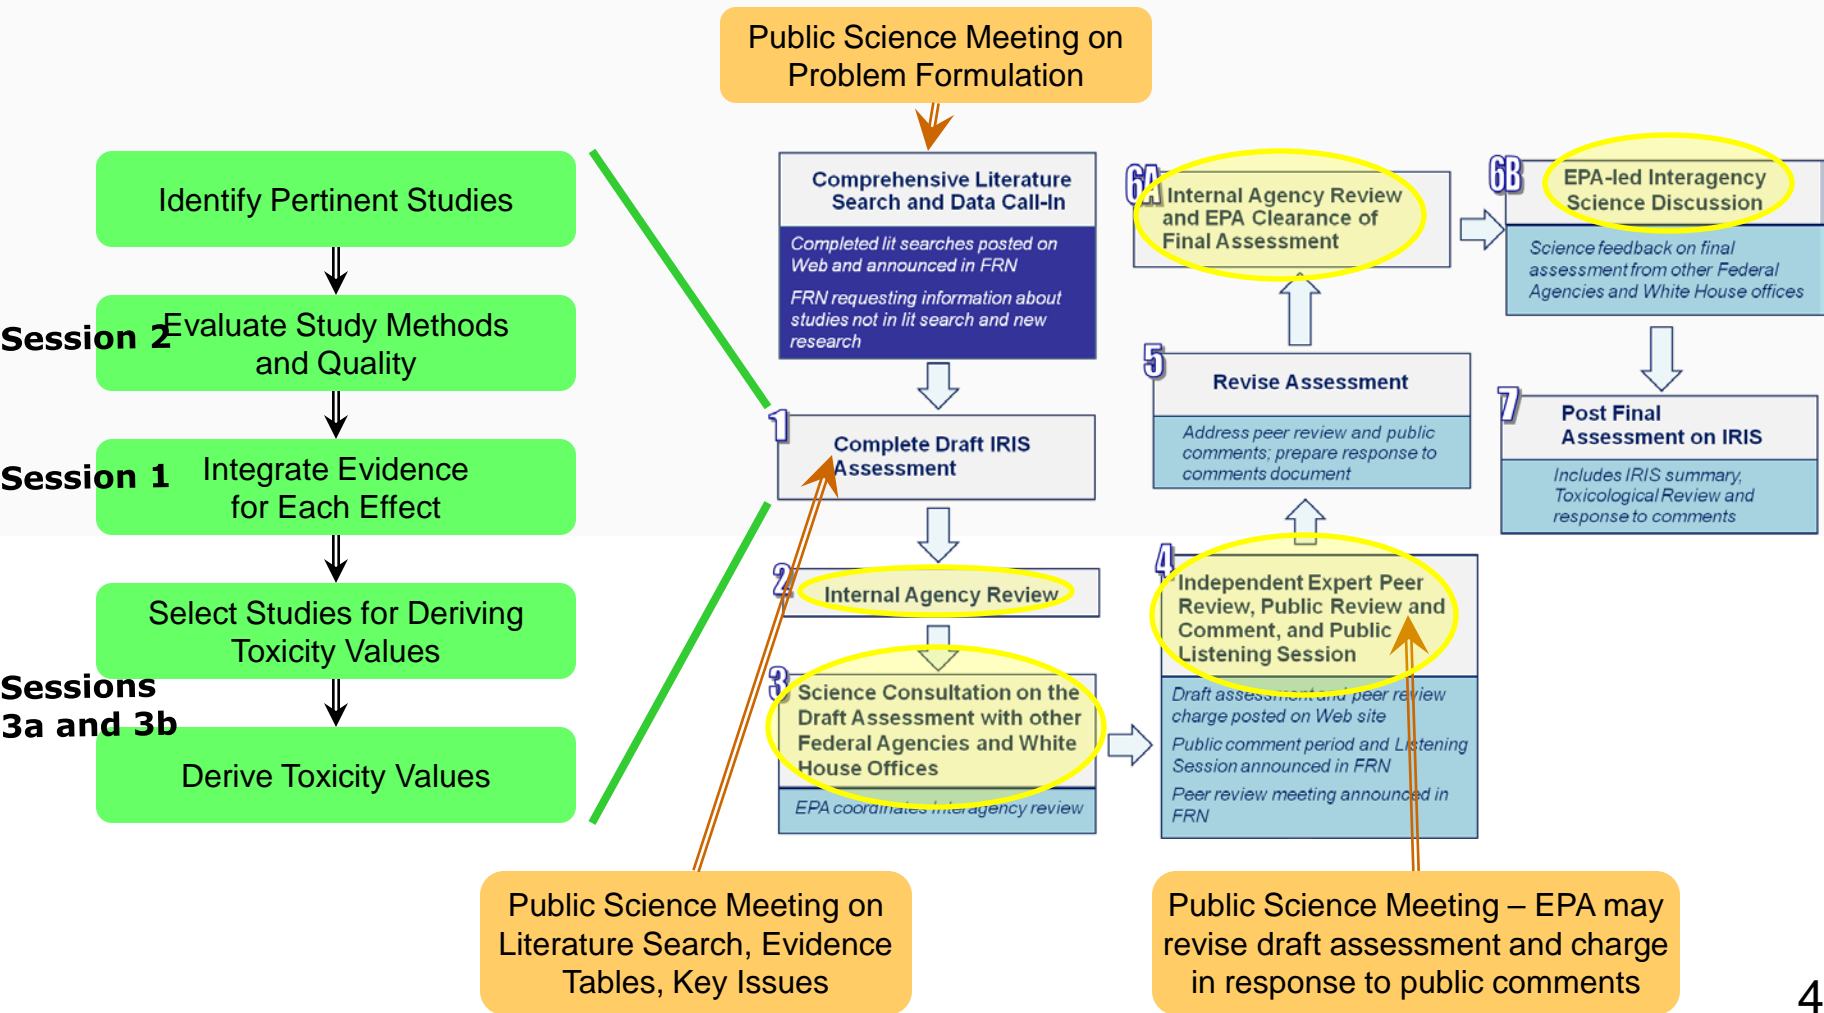 Public Science Meeting on
Problem Formulation
Identify Pertinent Studies
Session 2
Evaluate Study Methods
and Quality
Session 1
Integrate Evidence
for Each Effect
Select Studies for Deriving
Toxicity Values
Sessions
3a and 3b
Derive Toxicity Values
Comprehensive Literature
Search and Data Call-In
Completed lit searches posted on
Web and announced in FRN
FRN requesting information about
studies not in lit search and new
research
1
Complete Draft IRIS
Assessment
2
Internal Agency Review
3
Science Consultation on the
Draft Assessment with other
Federal Agencies and White
House Offices
EPA coordinates Interagency review
4
Independent Expert Peer
Review, Public Review and
Comment, and Public
Listening Session
Draft assessment and peer review
charge posted on Web site
Public comment period and Listening
Session announced in FRN
Peer review meeting announced in
FRN
5
Revise Assessment
Address peer review and public
comments; prepare response to
comments document
6A
Internal Agency Review
and EPA Clearance of
Final Assessment
6B
EPA-led Interagency
Science Discussion
Science feedback on final
assessment from other Federal
Agencies and White House offices
7
Post Final
Assessment on IRIS
Includes IRIS summary,
Toxicological Review and
response to comments
Public Science Meeting on
Literature Search, Evidence
Tables, Key Issues
Public Science Meeting – EPA may
revise draft assessment and charge
in response to public comments
4